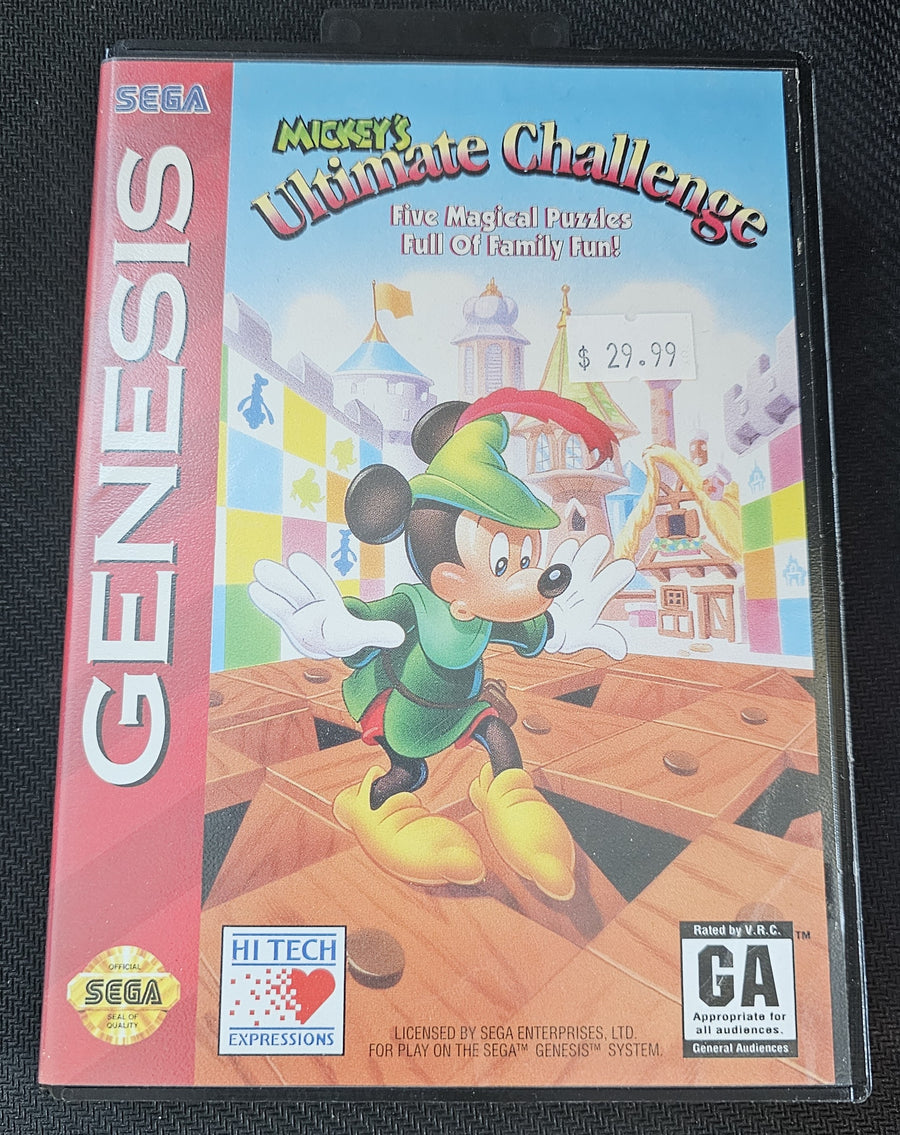 SEGA
GENESIS
MICKEY'S
Ultimate Challenge
Five Magical Puzzles
Full Of Family Fun!
$ 29.99
OFFICIAL
SEGA
SEAL OF
QUALITY
HI TECH
EXPRESSIONS
LICENSED BY SEGA ENTERPRISES, LTD.
FOR PLAY ON THE SEGA™ GENESIS™ SYSTEM.
Rated by V.R.C.
TM
GA
Appropriate for
all audiences.
General Audiences